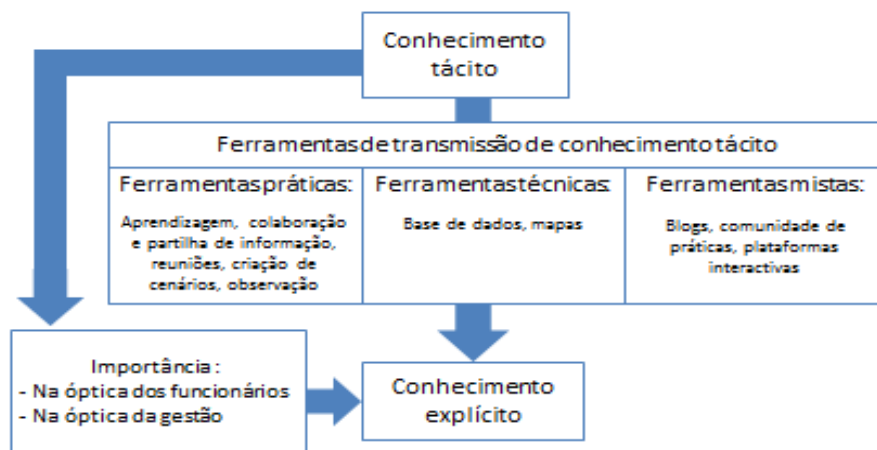 Conhecimento
tácito
Ferramentas de transmissão de conhecimento tácito
Ferramentas práticas:
Aprendizagem, colaboração
e partilha de informação,
reuniões, criação de
cenários, observação
Ferramentas técnicas:
Base de dados, mapas
Ferramentas mistas:
Blogs, comunidade de
práticas, plataformas
interactivas
Importância :
- Na óptica dos funcionários
- Na óptica da gestão
Conhecimento
explícito